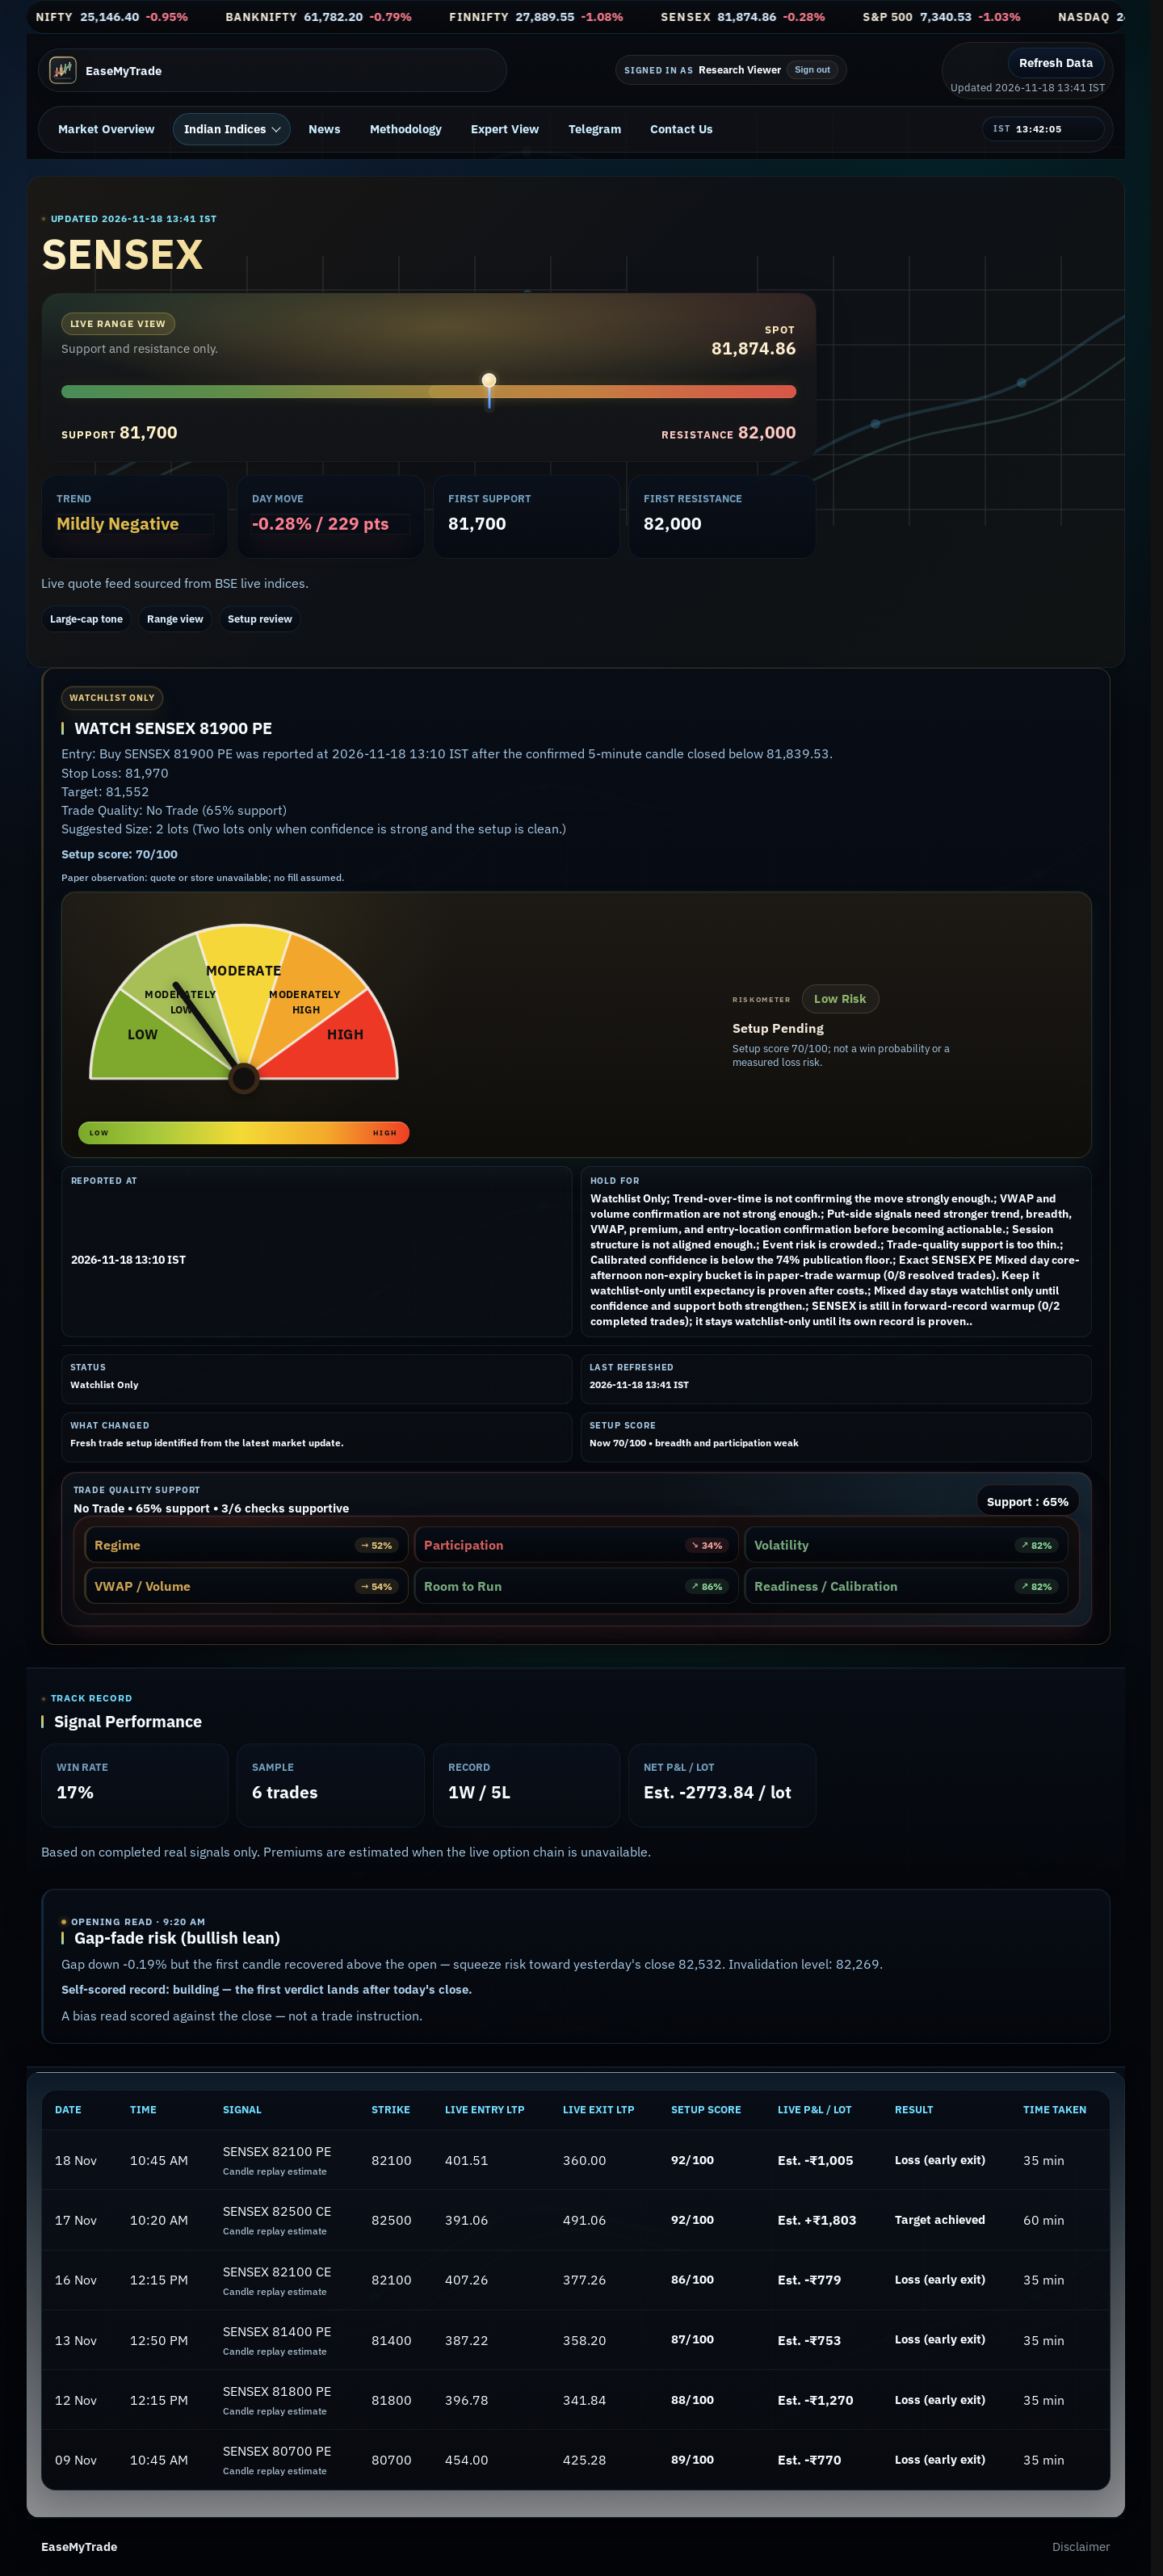 NIFTY 25,146.40 -0.95% BANKNIFTY 61,782.20 -0.79% FINNIFTY 27,889.55 -1.08% SENSEX 81,874.86 -0.28% S&P 500 7,340.53 -1.03% NASDAQ
EaseMyTrade
SIGNED IN AS Research Viewer Sign out
Refresh Data
Updated 2026-11-18 13:41 IST
Market Overview Indian Indices News Methodology Expert View Telegram Contact Us IST 13:42:05
UPDATED 2026-11-18 13:41 IST
SENSEX
LIVE RANGE VIEW
Support and resistance only.
SPOT
81,874.86
SUPPORT 81,700 RESISTANCE 82,000
TREND
Mildly Negative
DAY MOVE
-0.28% / 229 pts
FIRST SUPPORT
81,700
FIRST RESISTANCE
82,000
Live quote feed sourced from BSE live indices.
Large-cap tone Range view Setup review
WATCHLIST ONLY
WATCH SENSEX 81900 PE
Entry: Buy SENSEX 81900 PE was reported at 2026-11-18 13:10 IST after the confirmed 5-minute candle closed below 81,839.53.
Stop Loss: 81,970
Target: 81,552
Trade Quality: No Trade (65% support)
Suggested Size: 2 lots (Two lots only when confidence is strong and the setup is clean.)
Setup score: 70/100
Paper observation: quote or store unavailable; no fill assumed.
LOW
MODERATELY
LOW
MODERATE
MODERATELY
HIGH
HIGH
LOW HIGH
RISKOMETER Low Risk
Setup Pending
Setup score 70/100; not a win probability or a
measured loss risk.
REPORTED AT
2026-11-18 13:10 IST
HOLD FOR
Watchlist Only; Trend-over-time is not confirming the move strongly enough.; VWAP and
volume confirmation are not strong enough.; Put-side signals need stronger trend, breadth,
VWAP, premium, and entry-location confirmation before becoming actionable.; Session
structure is not aligned enough.; Event risk is crowded.; Trade-quality support is too thin.;
Calibrated confidence is below the 74% publication floor.; Exact SENSEX PE Mixed day core-
afternoon non-expiry bucket is in paper-trade warmup (0/8 resolved trades). Keep it
watchlist-only until expectancy is proven after costs.; Mixed day stays watchlist only until
confidence and support both strengthen.; SENSEX is still in forward-record warmup (0/2
completed trades); it stays watchlist-only until its own record is proven..
STATUS
Watchlist Only
LAST REFRESHED
2026-11-18 13:41 IST
WHAT CHANGED
Fresh trade setup identified from the latest market update.
SETUP SCORE
Now 70/100 • breadth and participation weak
TRADE QUALITY SUPPORT
No Trade • 65% support • 3/6 checks supportive
Support : 65%
Regime → 52% Participation ↘ 34% Volatility ↗ 82%
VWAP / Volume → 54% Room to Run ↗ 86% Readiness / Calibration ↗ 82%
TRACK RECORD
Signal Performance
WIN RATE
17%
SAMPLE
6 trades
RECORD
1W / 5L
NET P&L / LOT
Est. -2773.84 / lot
Based on completed real signals only. Premiums are estimated when the live option chain is unavailable.
OPENING READ · 9:20 AM
Gap-fade risk (bullish lean)
Gap down -0.19% but the first candle recovered above the open — squeeze risk toward yesterday's close 82,532. Invalidation level: 82,269.
Self-scored record: building — the first verdict lands after today's close.
A bias read scored against the close — not a trade instruction.
DATE TIME SIGNAL STRIKE LIVE ENTRY LTP LIVE EXIT LTP SETUP SCORE LIVE P&L / LOT RESULT TIME TAKEN
18 Nov 10:45 AM SENSEX 82100 PE 82100 401.51 360.00 92/100 Est. -₹1,005 Loss (early exit) 35 min
Candle replay estimate
17 Nov 10:20 AM SENSEX 82500 CE 82500 391.06 491.06 92/100 Est. +₹1,803 Target achieved 60 min
Candle replay estimate
16 Nov 12:15 PM SENSEX 82100 CE 82100 407.26 377.26 86/100 Est. -₹779 Loss (early exit) 35 min
Candle replay estimate
13 Nov 12:50 PM SENSEX 81400 PE 81400 387.22 358.20 87/100 Est. -₹753 Loss (early exit) 35 min
Candle replay estimate
12 Nov 12:15 PM SENSEX 81800 PE 81800 396.78 341.84 88/100 Est. -₹1,270 Loss (early exit) 35 min
Candle replay estimate
09 Nov 10:45 AM SENSEX 80700 PE 80700 454.00 425.28 89/100 Est. -₹770 Loss (early exit) 35 min
Candle replay estimate
EaseMyTrade Disclaimer